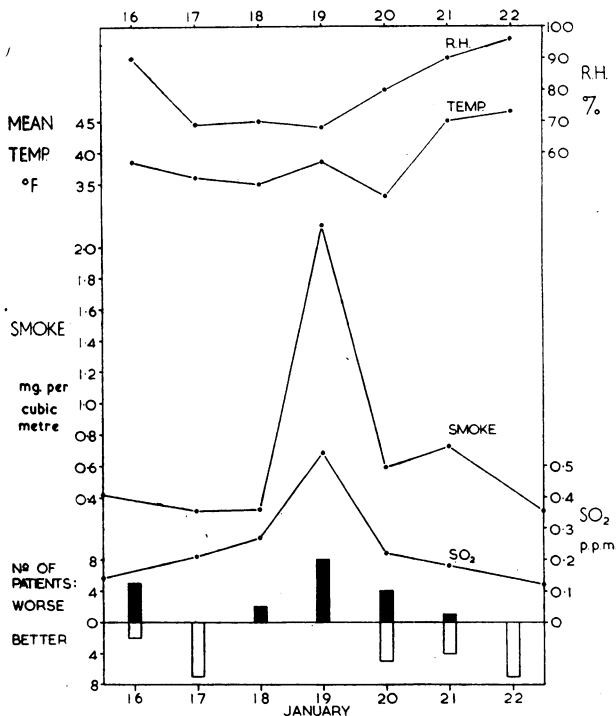 16 17 18 19 20 21 22
100
R.H.
90
R.H.
80
%
TEMP.
70
MEAN 45
60
TEMP. 40
°F 35
2·0
1·8
1·6
SMOKE
1·4
mg. per 1·2
cubic 1·0
metre
0·8
SMOKE
0·6
0·5
0·4
0·4
SO₂
0·3
p.p.m.
Nº OF 8
SO₂
0·2
PATIENTS:
4
0·1
WORSE
0
0
BETTER
4
8
16 17 18 19 20 21 22
JANUARY